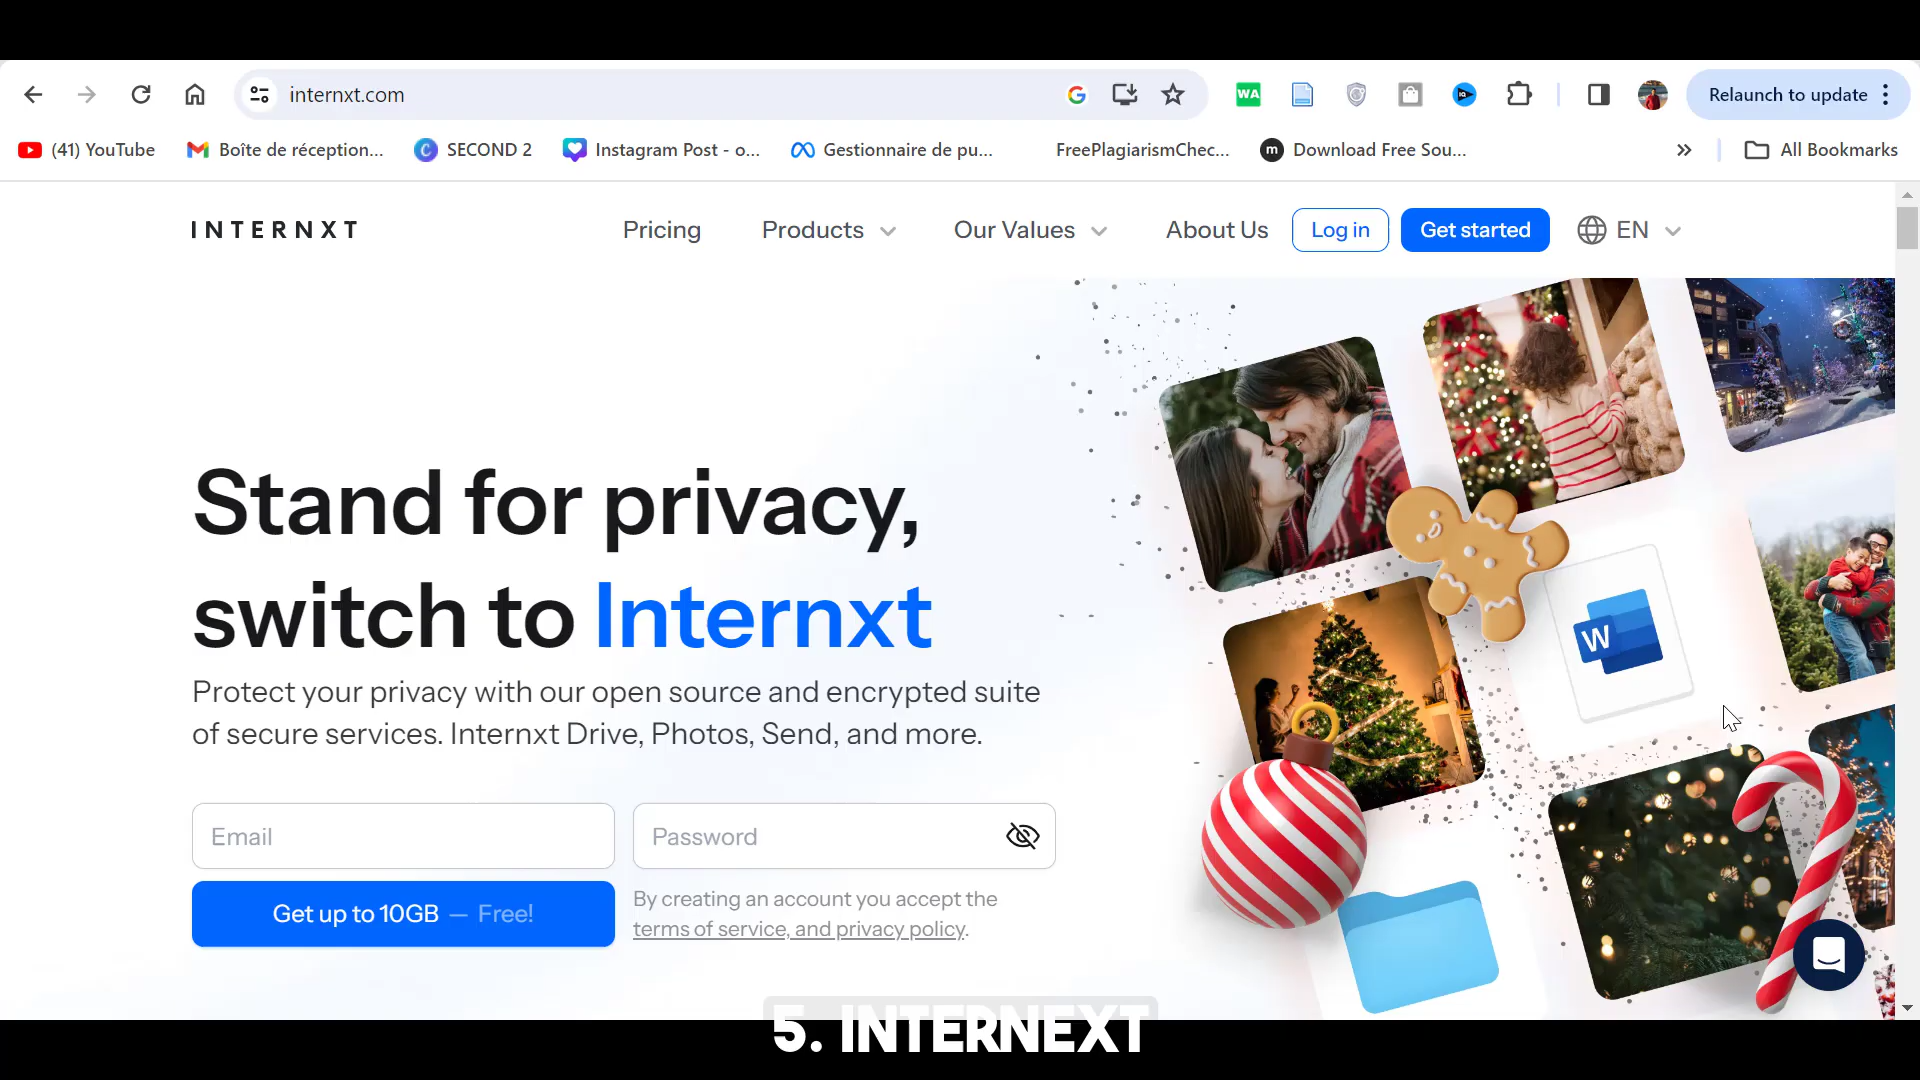 internxt.com
WA
Relaunch to update
(41) YouTube
Boîte de réception...
SECOND 2
Instagram Post - o...
Gestionnaire de pu...
FreePlagiarismChec...
m
Download Free Sou...
All Bookmarks
INTERNXT
Pricing
Products
Our Values
About Us
Log in
Get started
EN
Stand for privacy,
switch to Internxt
Protect your privacy with our open source and encrypted suite
of secure services. Internxt Drive, Photos, Send, and more.
Email
Password
Get up to 10GB — Free!
By creating an account you accept the
terms of service, and privacy policy.
W
5. INTERNEXT